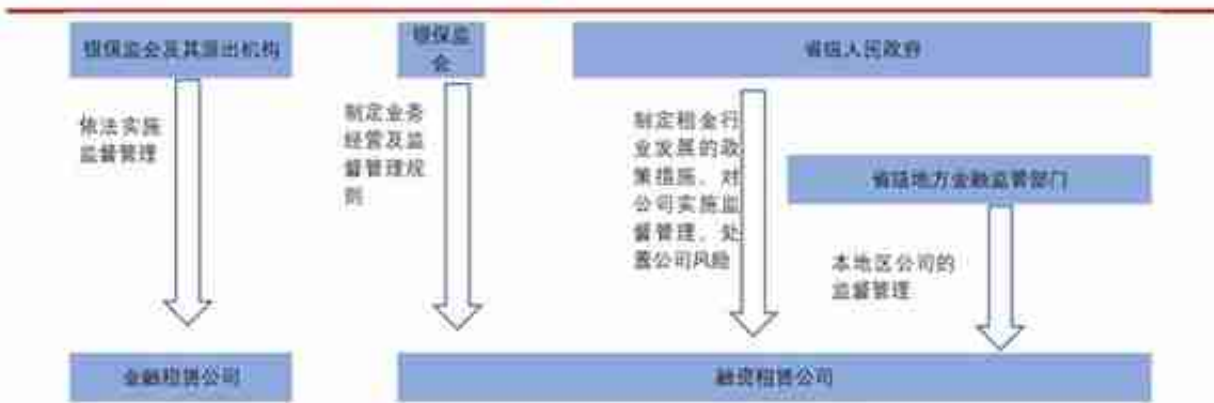 银保监会及其派出机构
依法实施
监督管理
金融租赁公司
银保监
会
制定业务
经营及监
督管理规
则
省级人民政府
制定租金行
业发展的政
策措施，对
公司实施监
督管理，处
置公司风险
省级地方金融监管部门
本地区公司的
监督管理
融资租赁公司